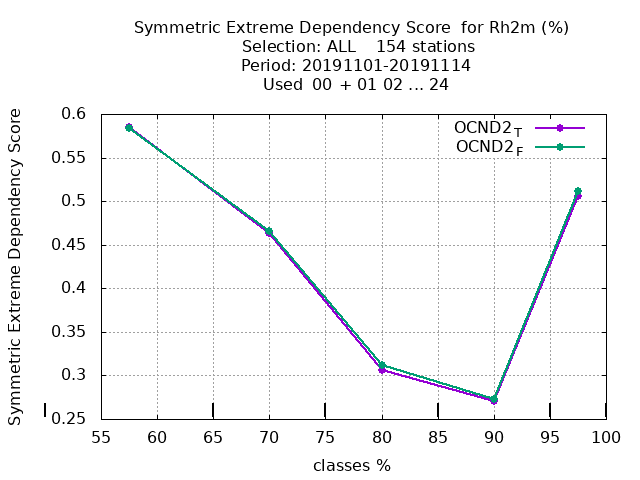 Symmetric Extreme Dependency Score for Rh2m (%)
Selection: ALL 154 stations
Period: 20191101-20191114
Used 00 + 01 02 ... 24
Symmetric Extreme Dependency Score
0.6
0.55
0.5
0.45
0.4
0.35
0.3
0.25
OCND2_T
OCND2_F
55 60 65 70 75 80 85 90 95 100
classes %